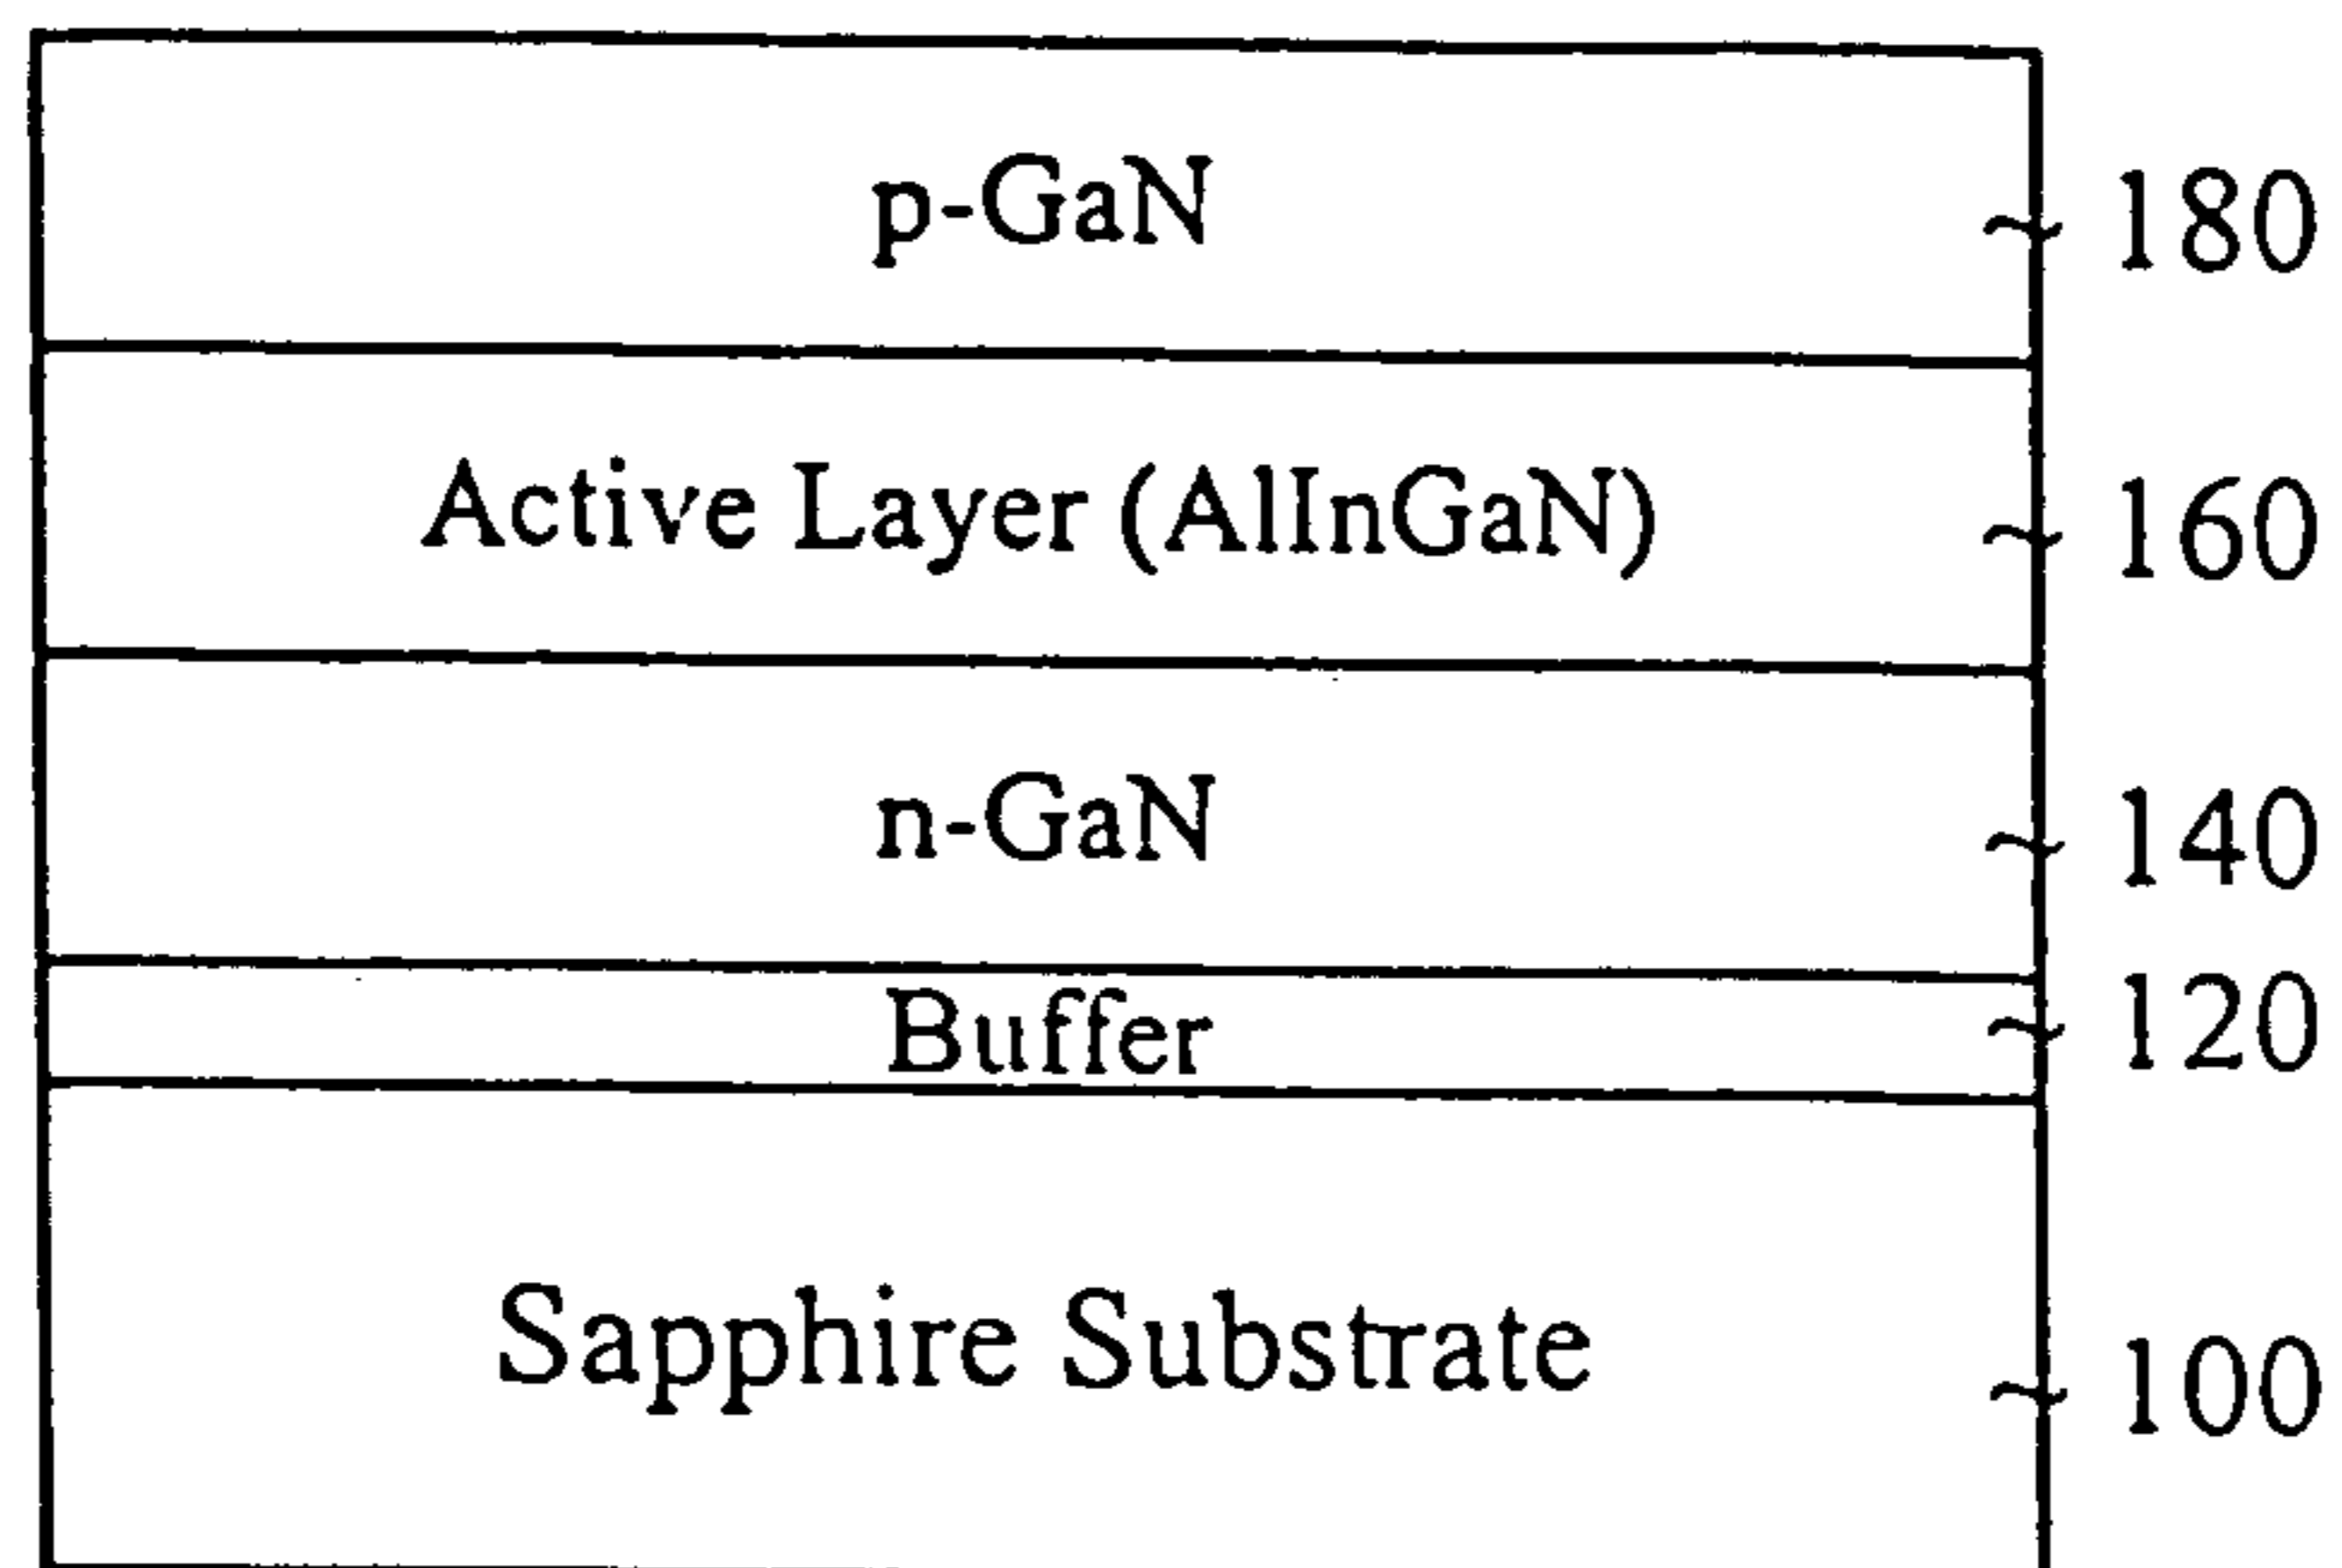 p-GaN 180
Active Layer (AlInGaN) 160
n-GaN 140
Buffer 120
Sapphire Substrate 100